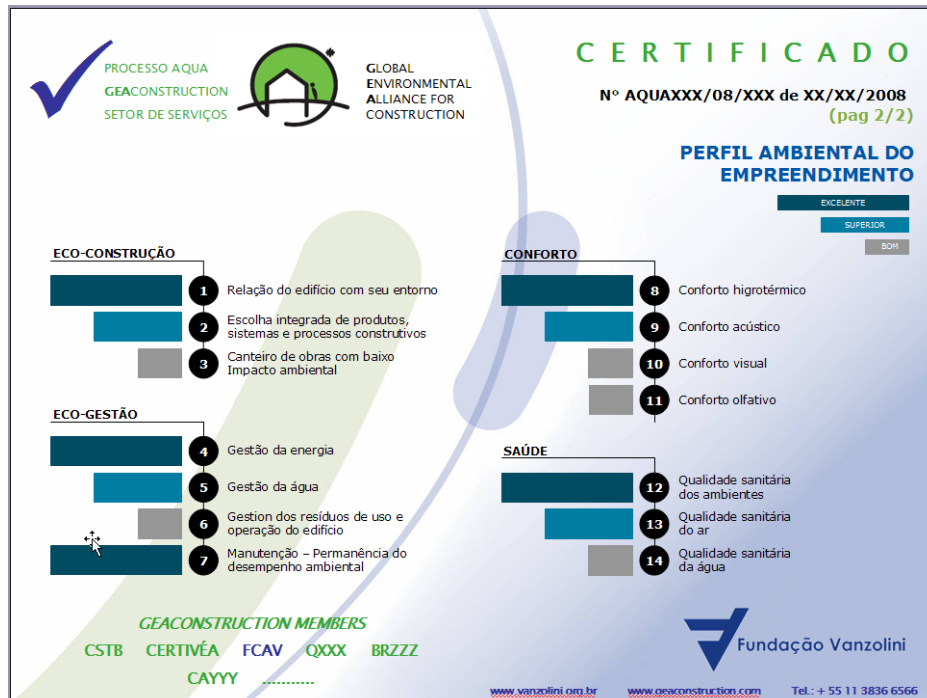 PROCESSO AQUA
GEACONSTRUCTION
SETOR DE SERVIÇOS
GLOBAL
ENVIRONMENTAL
ALLIANCE FOR
CONSTRUCTION
CERTIFICADO
Nº AQUAXXX/08/XXX de XX/XX/2008
(pag 2/2)
PERFIL AMBIENTAL DO
EMPREENDIMENTO
EXCELENTE
SUPERIOR
BOM
ECO-CONSTRUÇÃO
1 Relação do edifício com seu entorno
2 Escolha integrada de produtos,
sistemas e processos construtivos
3 Canteiro de obras com baixo
Impacto ambiental
ECO-GESTÃO
4 Gestão da energia
5 Gestão da água
6 Gestion dos resíduos de uso e
operação do edifício
7 Manutenção – Permanência do
desempenho ambiental
CONFORTO
8 Conforto higrotérmico
9 Conforto acústico
10 Conforto visual
11 Conforto olfativo
SAÚDE
12 Qualidade sanitária
dos ambientes
13 Qualidade sanitária
do ar
14 Qualidade sanitária
da água
GEACONSTRUCTION MEMBERS
CSTB CERTIVÉA FCAV QXXX BRZZZ
CAYYY ...........
Fundação Vanzolini
www.vanzolini.org.br www.geaconstruction.com Tel.: + 55 11 3836 6566